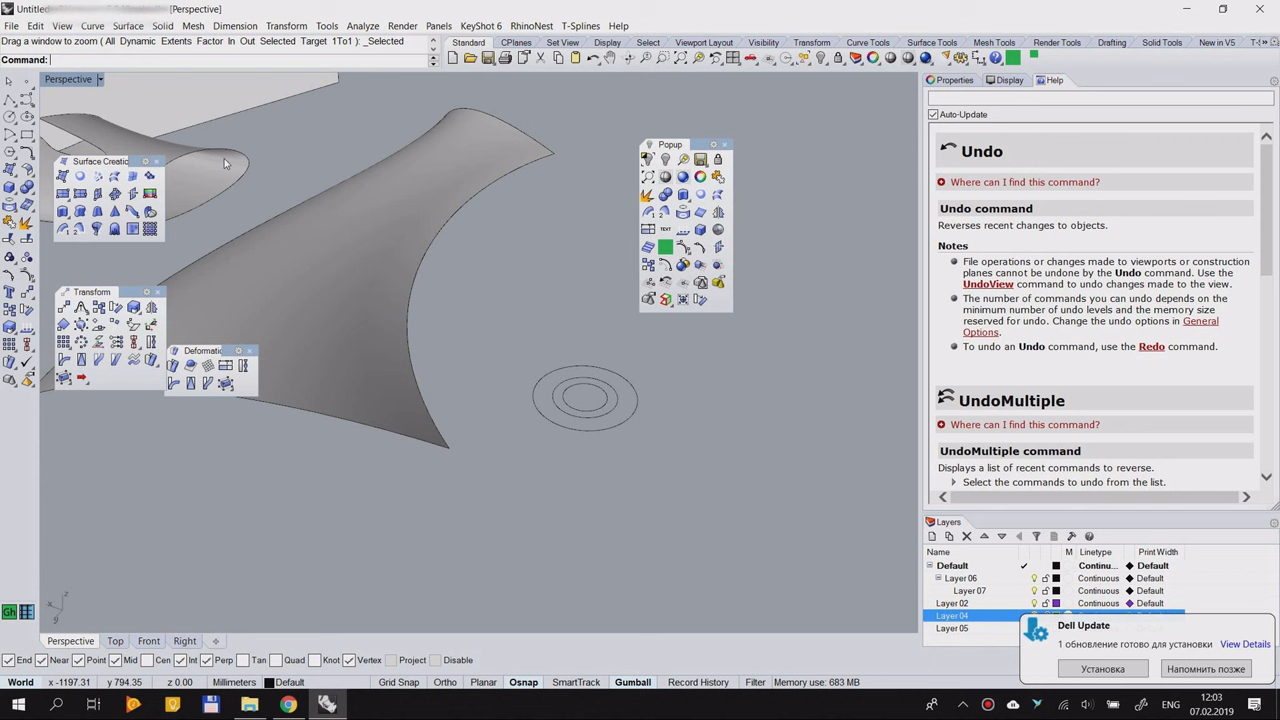 Untitled [Perspective]
File Edit View Curve Surface Solid Mesh Dimension Transform Tools Analyze Render Panels KeyShot 6 RhinoNest T-Splines Help
Drag a window to zoom ( All Dynamic Extents Factor In Out Selected Target 1To1 ): _Selected
Command:
Standard CPlanes Set View Display Select Viewport Layout Visibility Transform Curve Tools Surface Tools Mesh Tools Render Tools Drafting Solid Tools New in V5
Perspective
Properties Display Help
Auto-Update
Undo
Where can I find this command?
Undo command
Reverses recent changes to objects.
Notes
File operations or changes made to viewports or construction
planes cannot be undone by the Undo command. Use the
UndoView command to undo changes made to the view.
The number of commands you can undo depends on the
minimum number of undo levels and the memory size
reserved for undo. Change the undo options in General
Options.
To undo an Undo command, use the Redo command.
UndoMultiple
Where can I find this command?
UndoMultiple command
Displays a list of recent commands to reverse.
Select the commands to undo from the list.
Surface Creatio
Transform
Deformatio
Popup
TEXT
Layers
Name M Linetype Print Width
Default Continu... Default
Layer 06 Continuous Default
Layer 07 Continuous Default
Layer 02 Continuous Default
Layer 04
Layer 05
Dell Update
1 обновление готово для установки View Details
Установка Напомнить позже
z
x
y
Gh
Perspective Top Front Right
End Near Point Mid Cen Int Perp Tan Quad Knot Vertex Project Disable
World x -1197.31 y 794.35 z 0.00 Millimeters Default Grid Snap Ortho Planar Osnap SmartTrack Gumball Record History Filter Memory use: 683 MB
ENG
12:03
07.02.2019